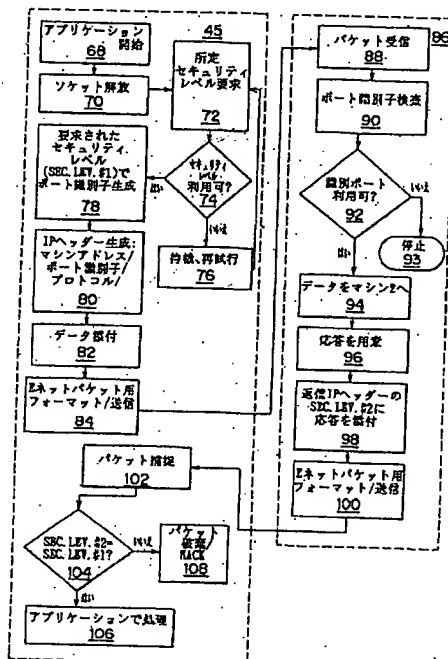 45
アプリケーション
開始
68
ソケット解放
70
所定
セキュリティ
レベル要求
72
セキュリティ
レベル
利用可?
74
はい
いいえ
待機、再試行
76
要求された
セキュリティ
レベル
(SEC.LEV.#1)で
ポート識別子生成
78
IPヘッダー生成:
マシンアドレス/
ポート識別子/
プロトコル/
80
データ添付
82
Eネットパケット用
フォーマット/送信
84
86
パケット受信
88
ポート識別子検査
90
識別ポート
利用可?
92
いいえ
はい
停止
93
データをマシン2へ
94
応答を用意
96
返信IPヘッダーの
SEC.LEV.#2に
応答を添付
98
Eネットパケット用
フォーマット/送信
100
パケット捕捉
102
SEC.LEV.#2=
SEC.LEV.#1?
104
いいえ
はい
パケット
破棄/
NACK
108
アプリケーションで処理
106